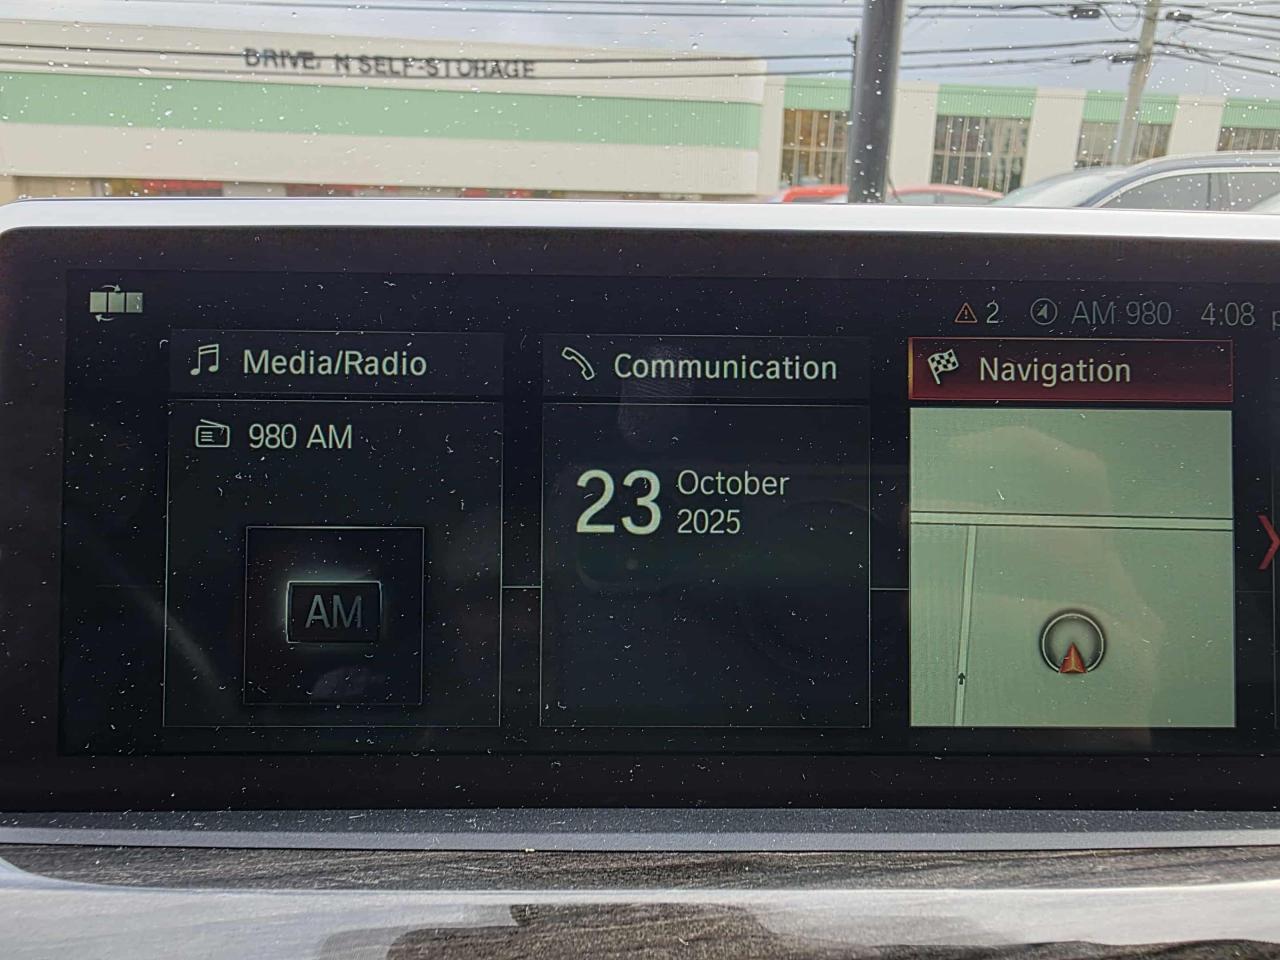 DRIVE N SELF-STORAGE
2 AM 980 4:08
Media/Radio
Communication
Navigation
980 AM
23 October
2025
AM